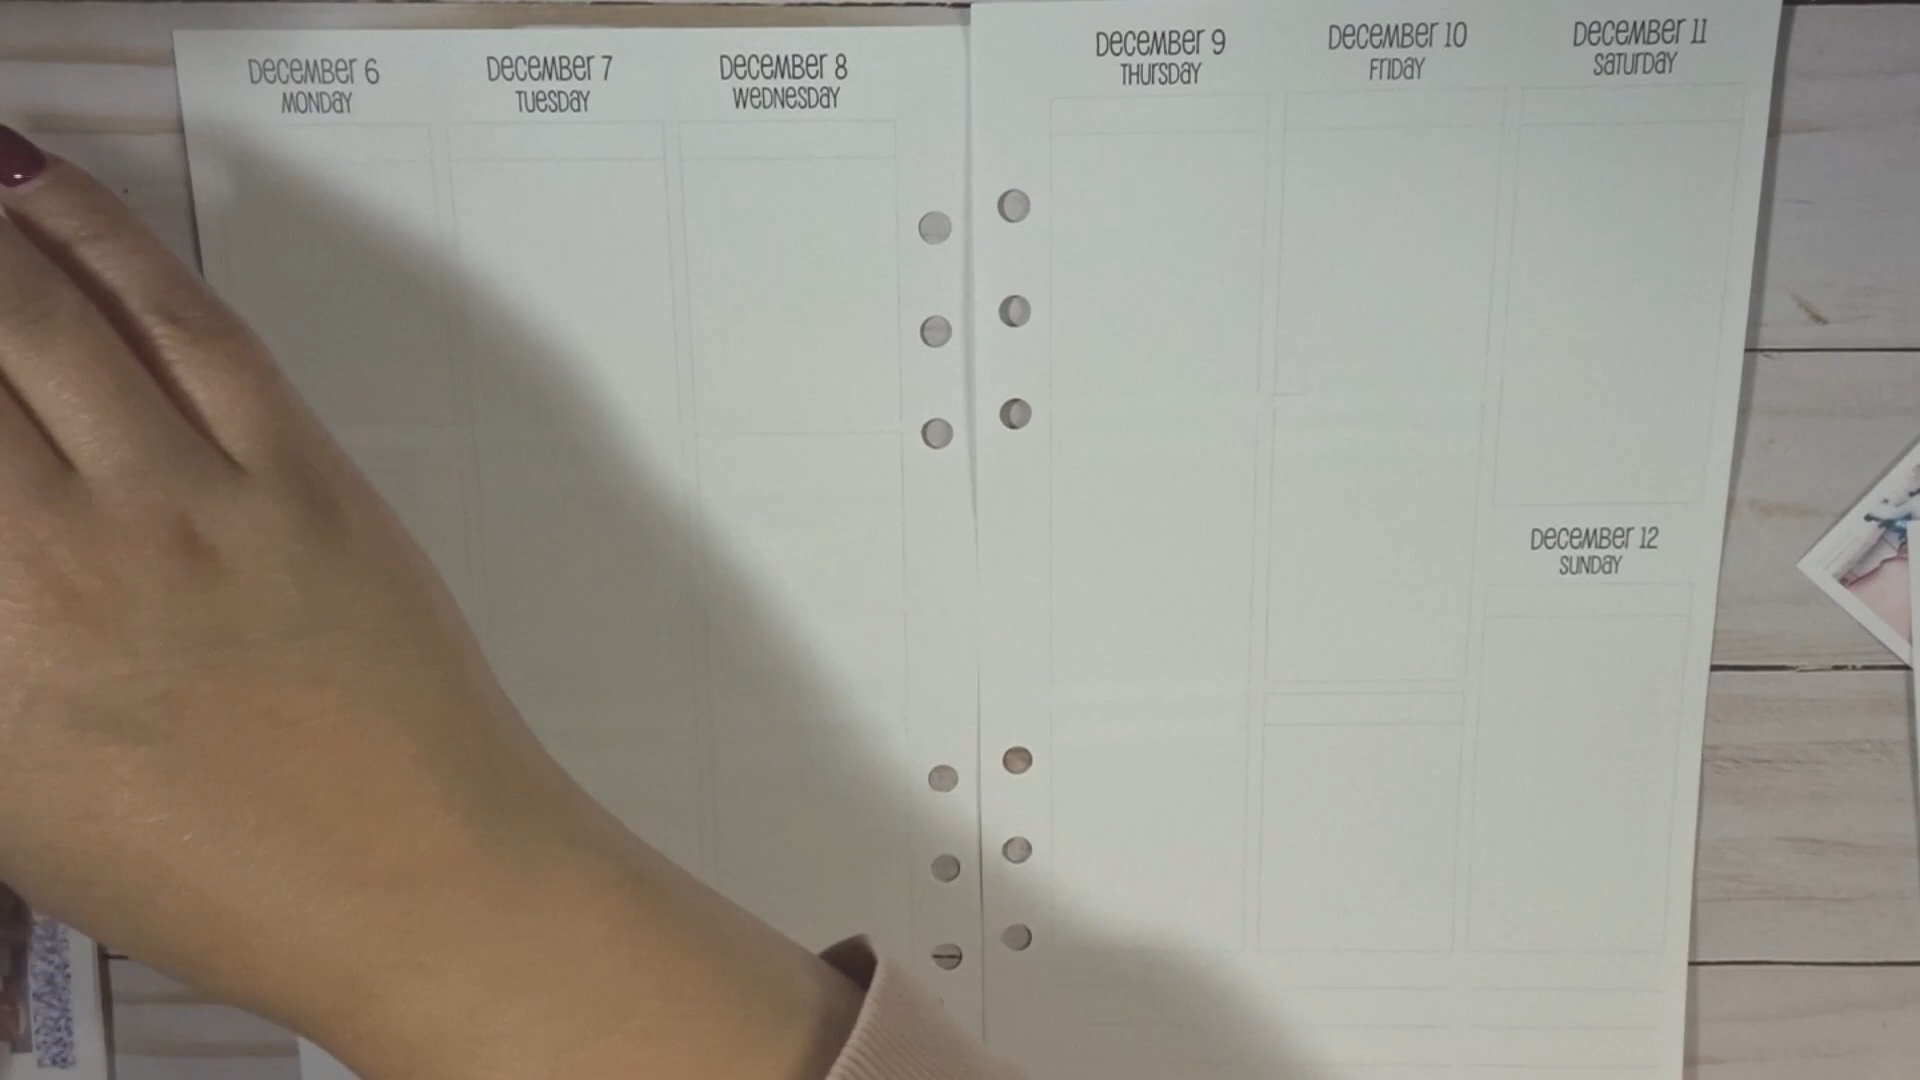 December 6
Monday
December 7
Tuesday
December 8
Wednesday
December 9
Thursday
December 10
Friday
December 11
Saturday
December 12
Sunday